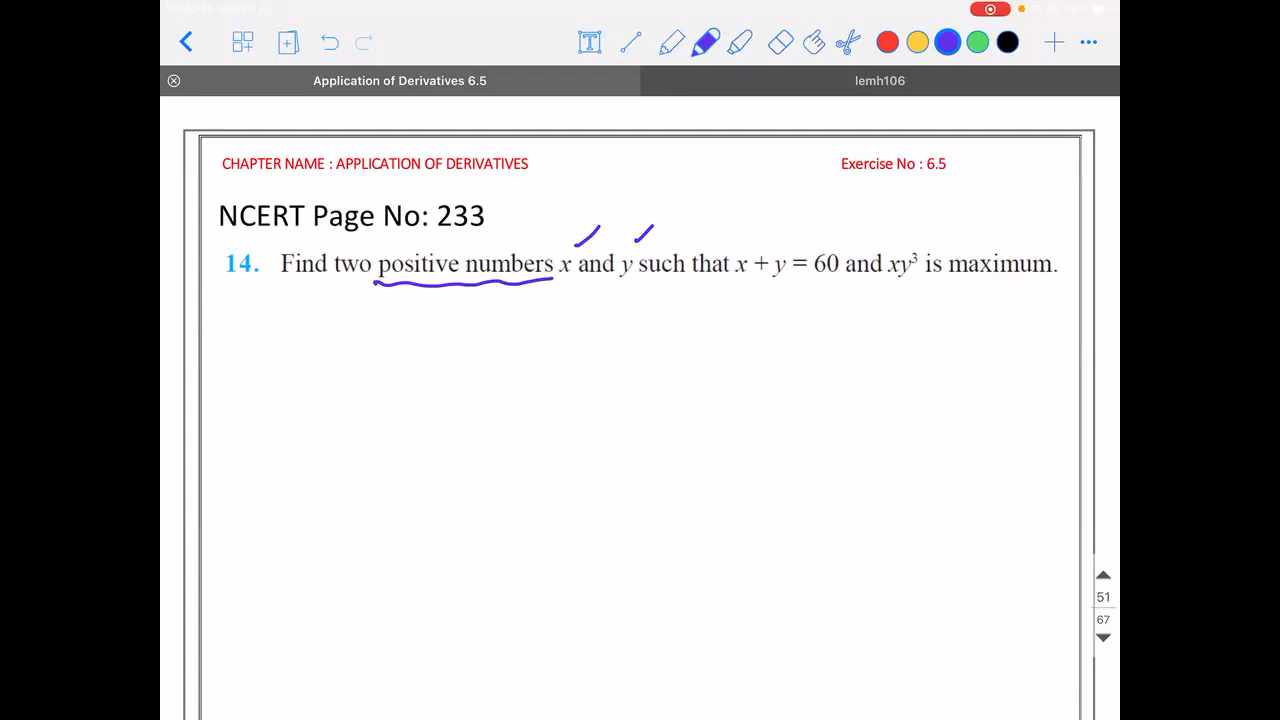 Application of Derivatives 6.5
lemh106
CHAPTER NAME : APPLICATION OF DERIVATIVES
Exercise No : 6.5
NCERT Page No: 233
14. Find two positive numbers x and y such that x + y = 60 and xy³ is maximum.
51
67